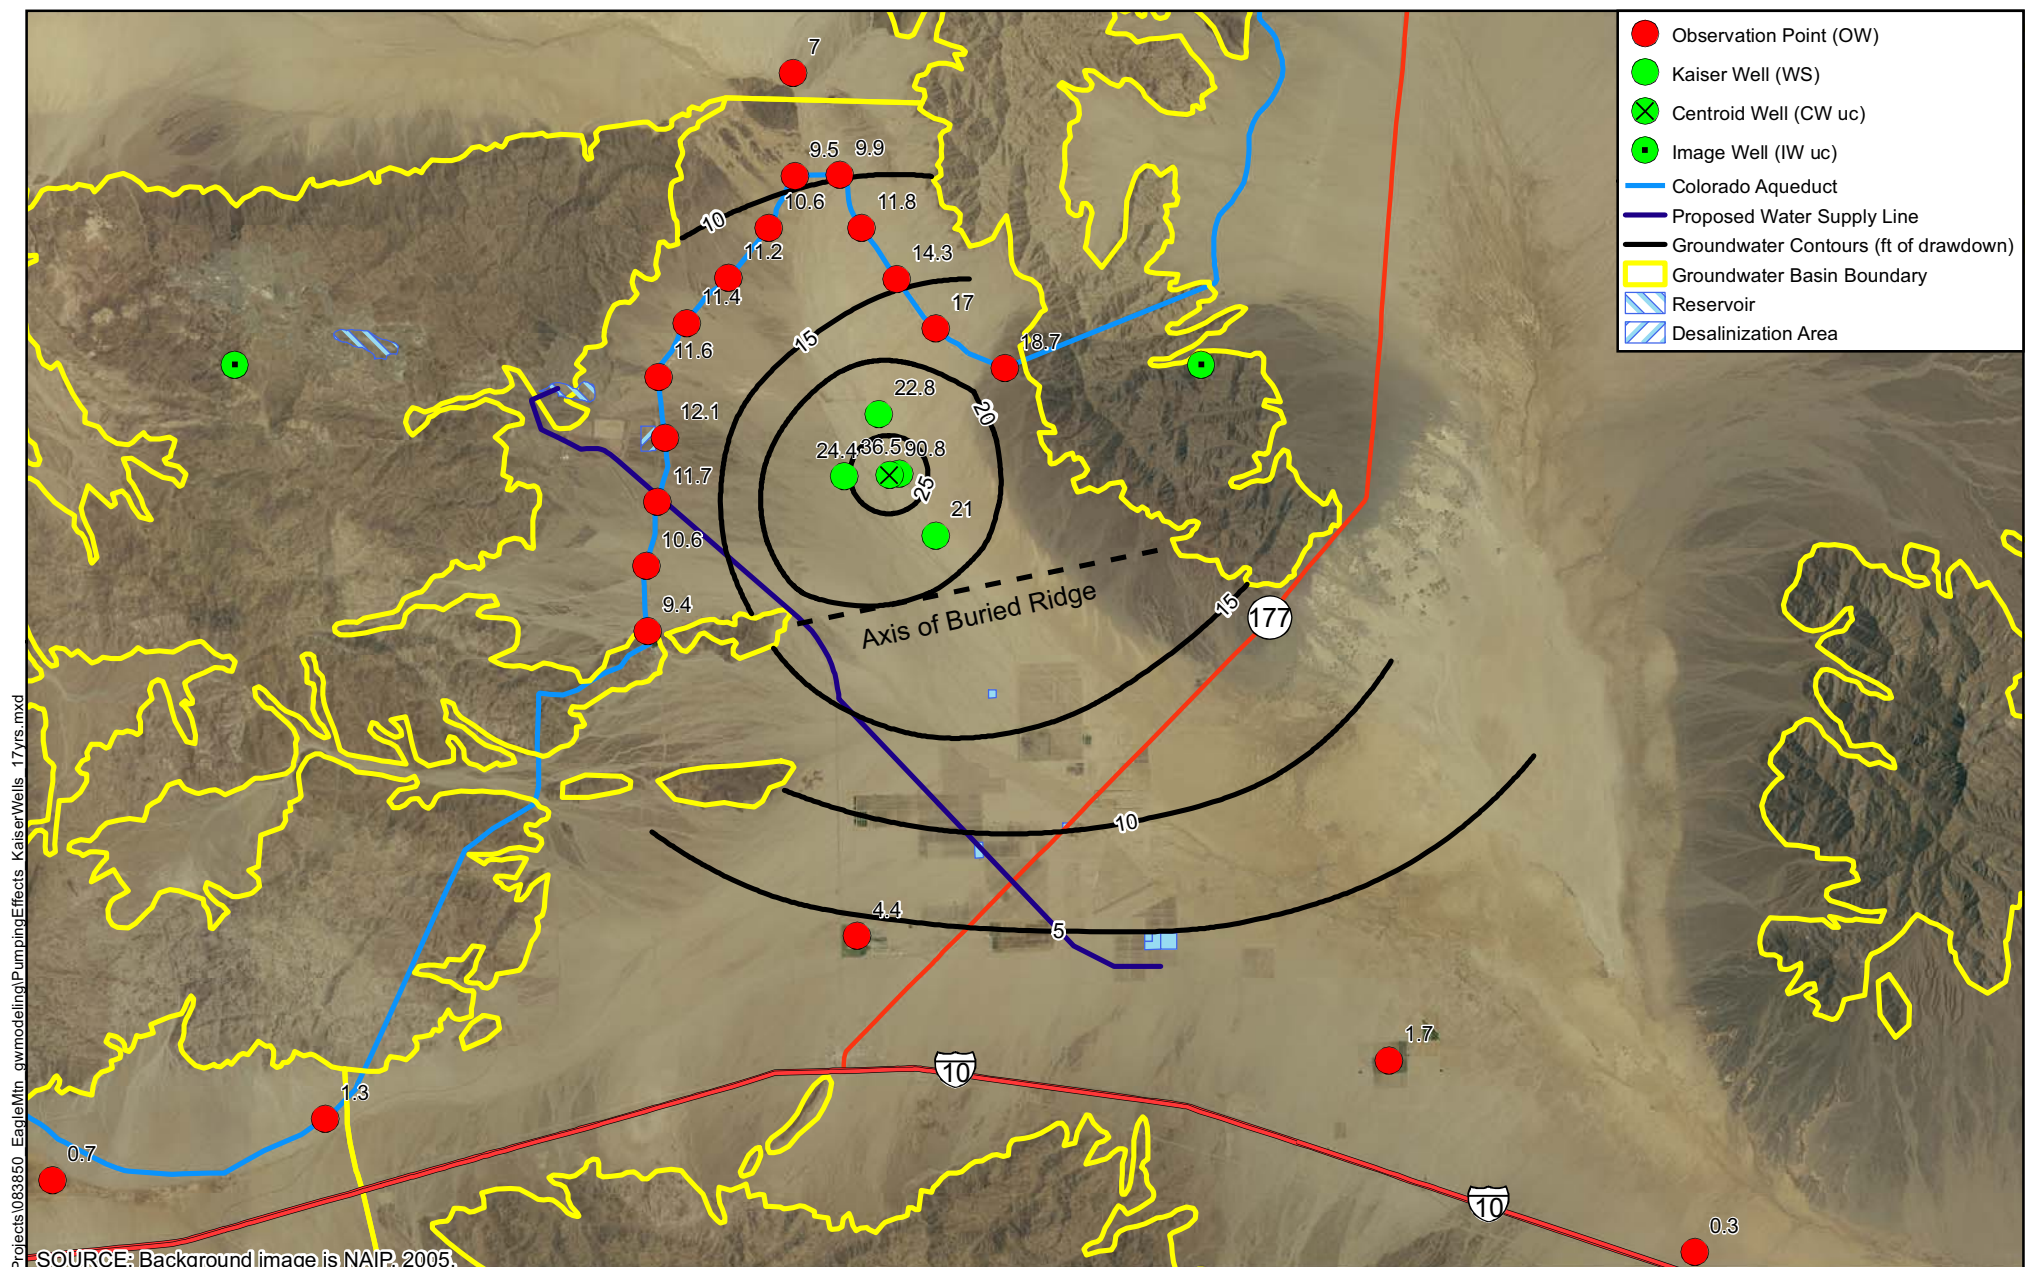 Observation Point (OW)
Kaiser Well (WS)
Centroid Well (CW uc)
Image Well (IW uc)
Colorado Aqueduct
Proposed Water Supply Line
Groundwater Contours (ft of drawdown)
Groundwater Basin Boundary
Reservoir
Desalinization Area
7
9.5
9.9
10.6
11.8
10
11.2
14.3
11.4
17
15
11.6
18.7
22.8
20
12.1
24.4
36.5
90.8
11.7
25
21
10.6
9.4
Axis of Buried Ridge
15
177
10
4.4
5
1.7
10
1.3
0.7
10
0.3
Projects\083850_EagleMtn_gwmodeling\PumpingEffects_KaiserWells_17yrs.mxd
SOURCE: Background image is NAIP, 2005.